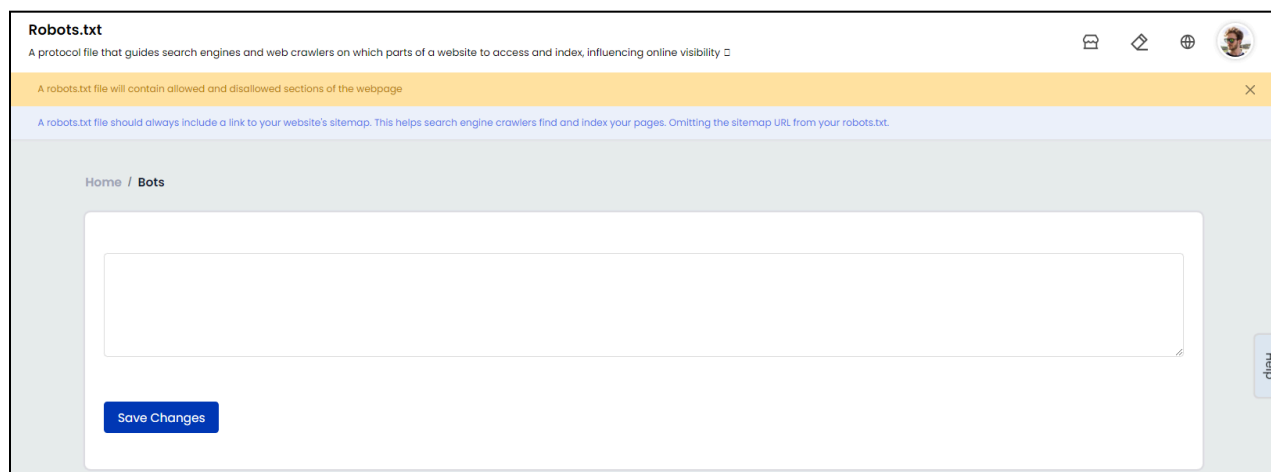 Robots.txt
A protocol file that guides search engines and web crawlers on which parts of a website to access and index, influencing online visibility
A robots.txt file will contain allowed and disallowed sections of the webpage
A robots.txt file should always include a link to your website's sitemap. This helps search engine crawlers find and index your pages. Omitting the sitemap URL from your robots.txt.
Home / Bots
Help
Save Changes